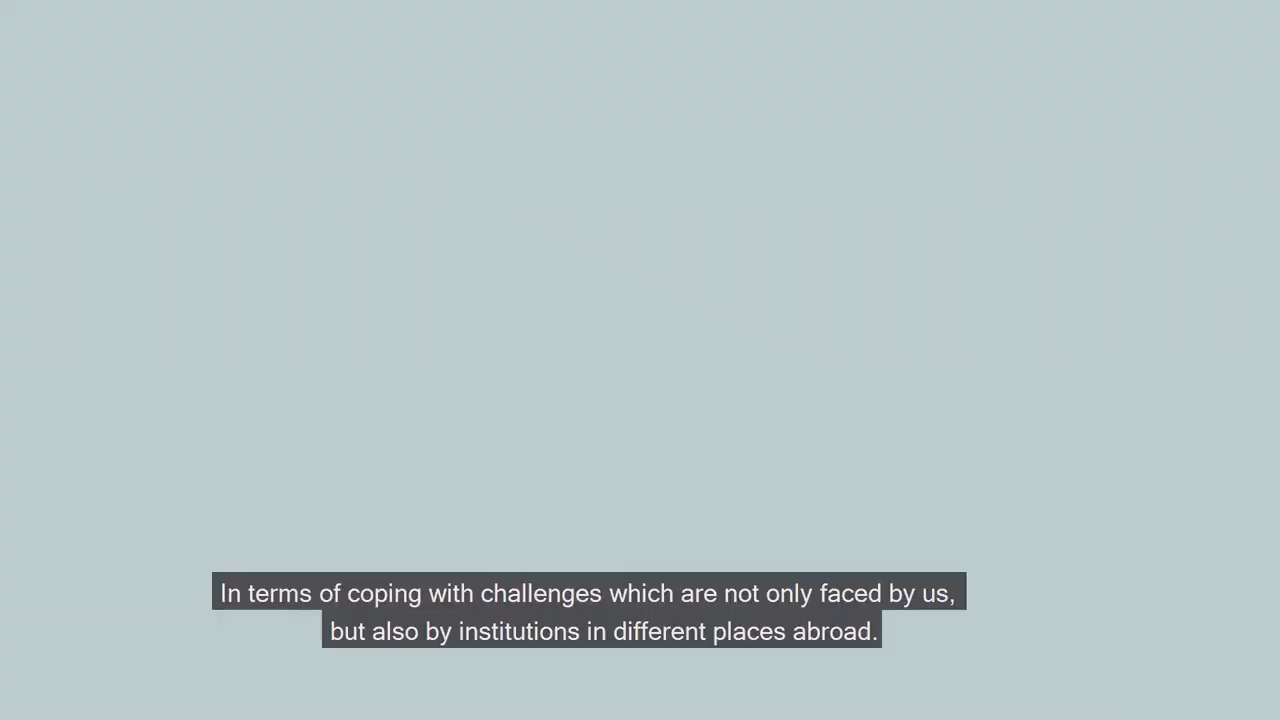 In terms of coping with challenges which are not only faced by us,
but also by institutions in different places abroad.